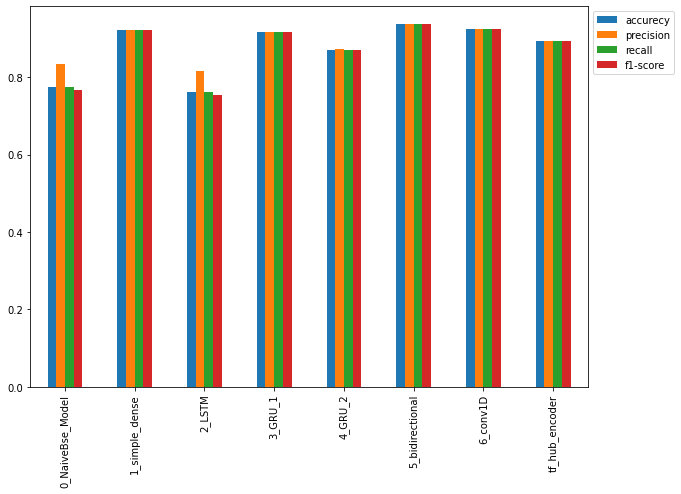 accurecy
precision
recall
f1-score
0.8
0.6
0.4
0.2
0.0
0_NaiveBse_Model
1_simple_dense
2_LSTM
3_GRU_1
4_GRU_2
5_bidirectional
6_conv1D
tf_hub_encoder